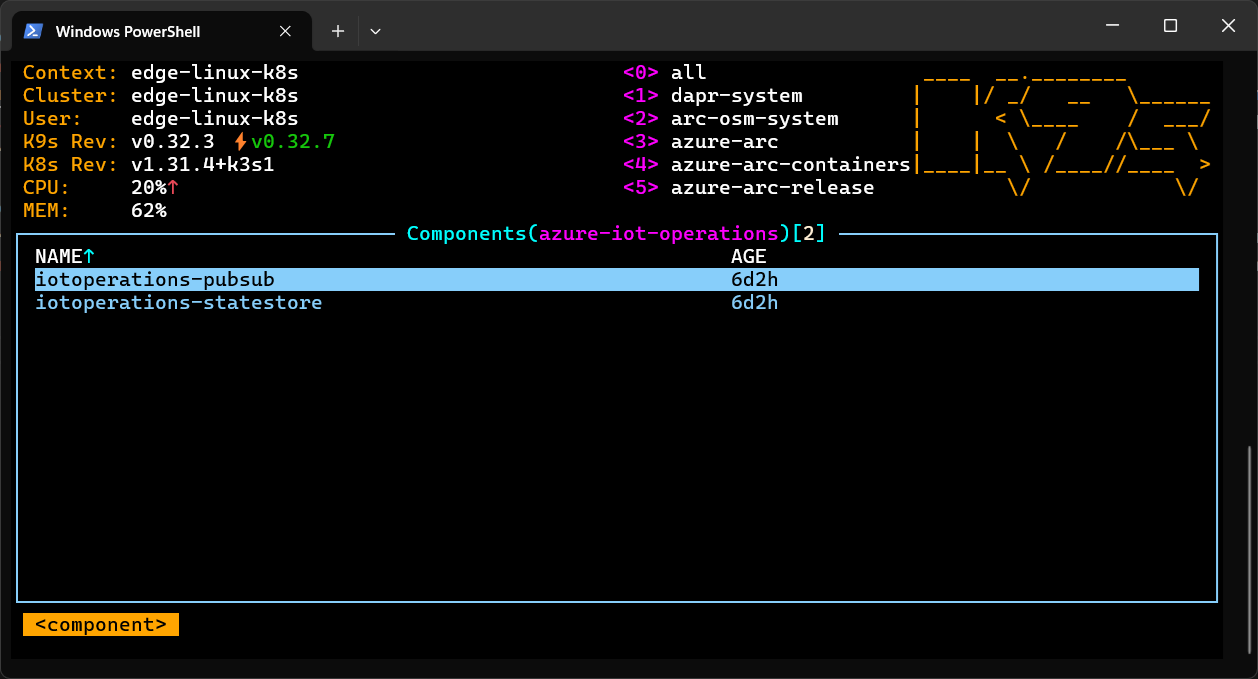 Windows PowerShell
Context: edge-linux-k8s <0> all
Cluster: edge-linux-k8s <1> dapr-system
User: edge-linux-k8s <2> arc-osm-system
K9s Rev: v0.32.3 ⚡v0.32.7 <3> azure-arc
K8s Rev: v1.31.4+k3s1 <4> azure-arc-containers
CPU: 20%↑ <5> azure-arc-release
MEM: 62%
Components(azure-iot-operations)[2]
NAME↑ AGE
iotoperations-pubsub 6d2h
iotoperations-statestore 6d2h
<component>